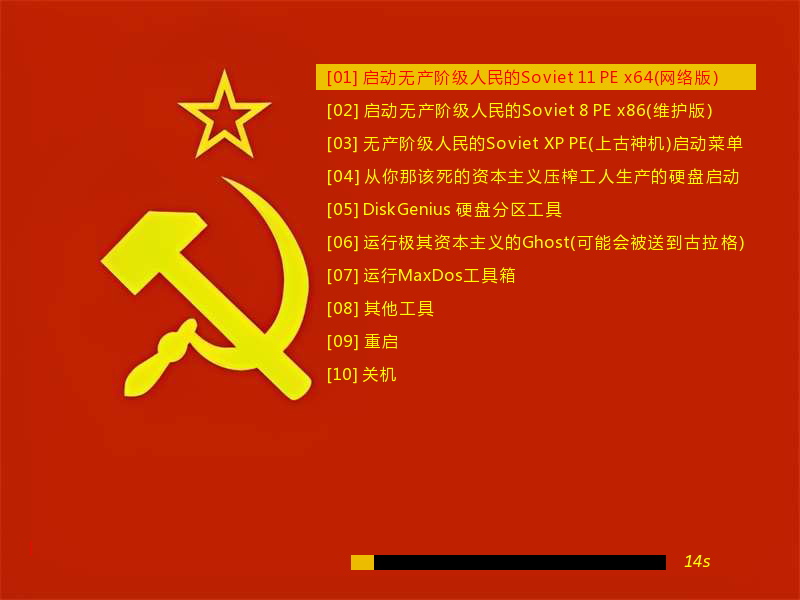 [01] 启动无产阶级人民的Soviet 11 PE x64(网络版)
[02] 启动无产阶级人民的Soviet 8 PE x86(维护版)
[03] 无产阶级人民的Soviet XP PE(上古神机)启动菜单
[04] 从你那该死的资本主义压榨工人生产的硬盘启动
[05] DiskGenius 硬盘分区工具
[06] 运行极其资本主义的Ghost(可能会被送到古拉格)
[07] 运行MaxDos工具箱
[08] 其他工具
[09] 重启
[10] 关机
14s